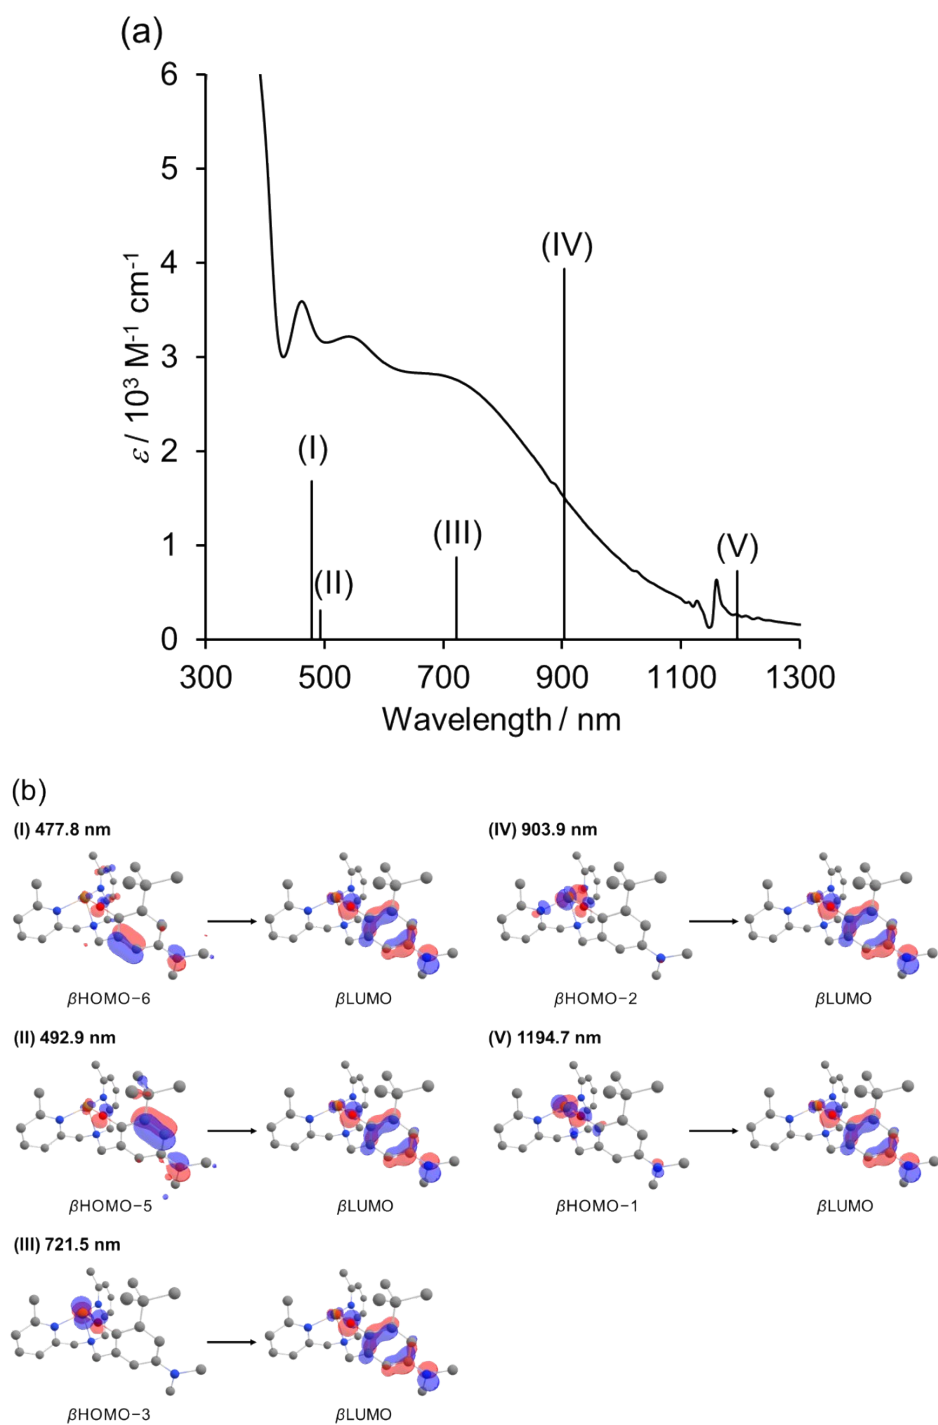 (a)
6
5
4
3
2
1
0
ε / 10³ M⁻¹ cm⁻¹
(I)
(II)
(III)
(IV)
(V)
300 500 700 900 1100 1300
Wavelength / nm
(b)
(I) 477.8 nm
βHOMO−6 βLUMO
(IV) 903.9 nm
βHOMO−2 βLUMO
(II) 492.9 nm
βHOMO−5 βLUMO
(V) 1194.7 nm
βHOMO−1 βLUMO
(III) 721.5 nm
βHOMO−3 βLUMO